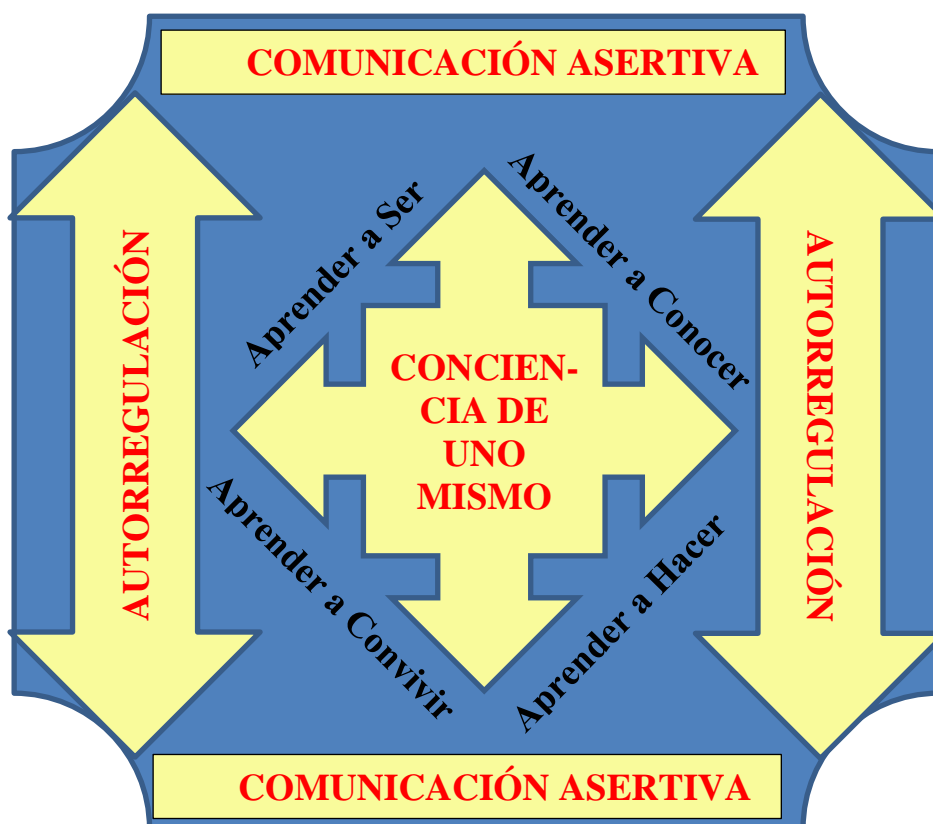 COMUNICACIÓN ASERTIVA
Aprender a Ser
Aprender a Conocer
AUTORREGULACIÓN
CONCIEN-
CIA DE
UNO
MISMO
AUTORREGULACIÓN
Aprender a Convivir
Aprender a Hacer
COMUNICACIÓN ASERTIVA